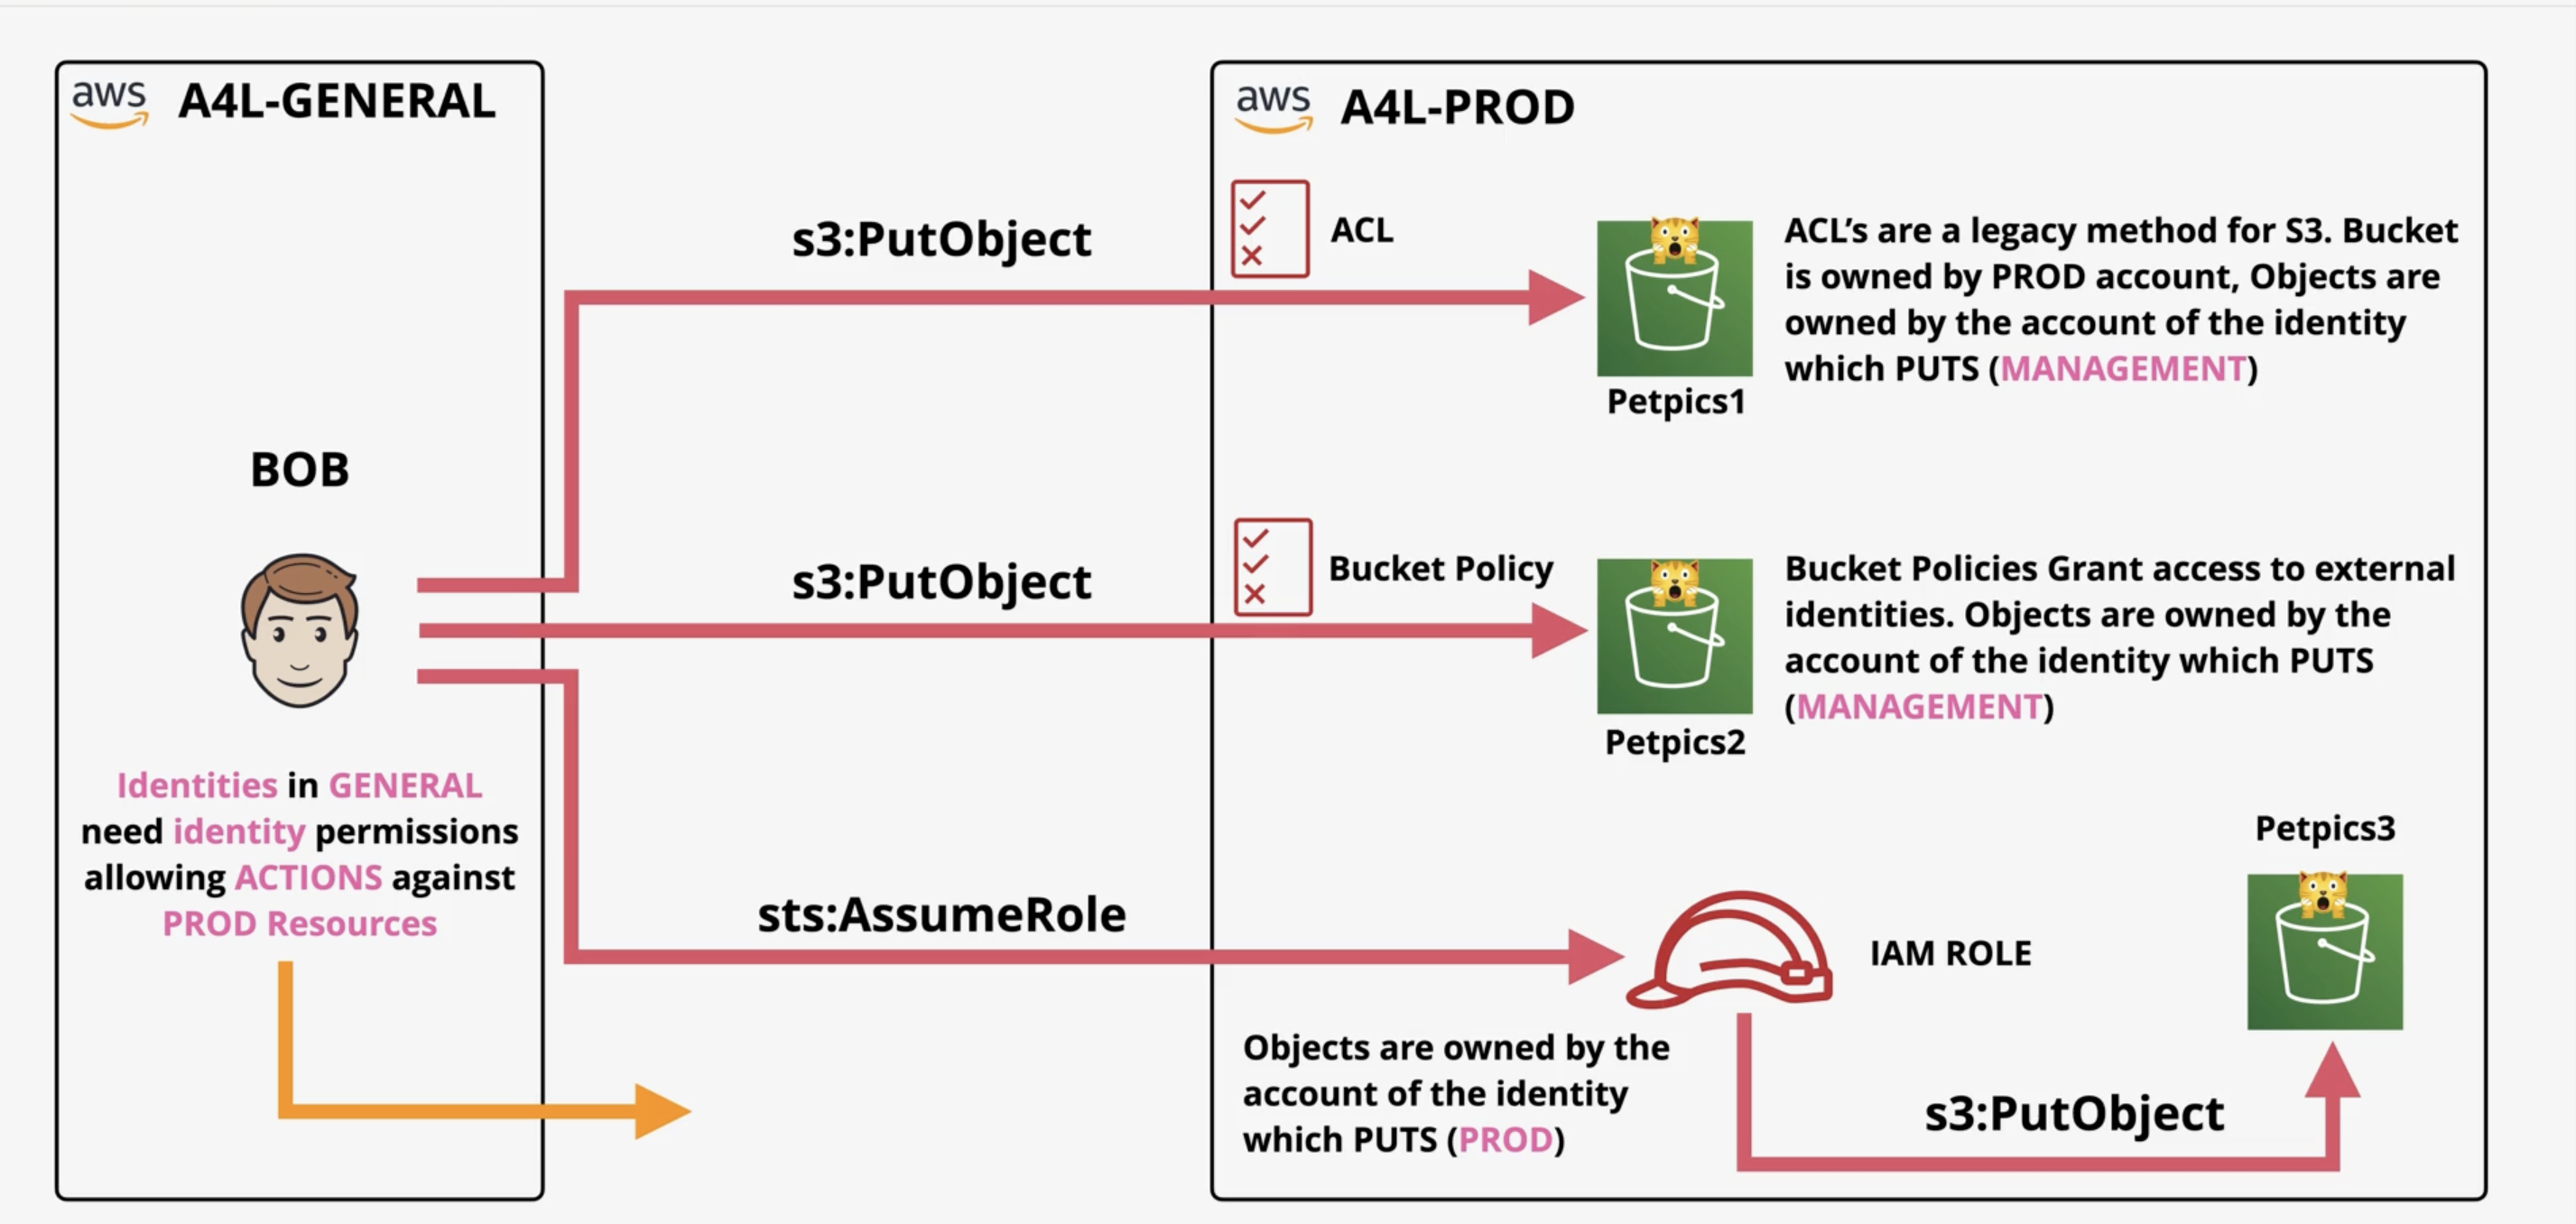 aws A4L-GENERAL
BOB
Identities in GENERAL
need identity permissions
allowing ACTIONS against
PROD Resources
s3:PutObject
s3:PutObject
sts:AssumeRole
aws A4L-PROD
ACL
Petpics1
ACL’s are a legacy method for S3. Bucket
is owned by PROD account, Objects are
owned by the account of the identity
which PUTS (MANAGEMENT)
Bucket Policy
Petpics2
Bucket Policies Grant access to external
identities. Objects are owned by the
account of the identity which PUTS
(MANAGEMENT)
Petpics3
IAM ROLE
Objects are owned by the
account of the identity
which PUTS (PROD)
s3:PutObject